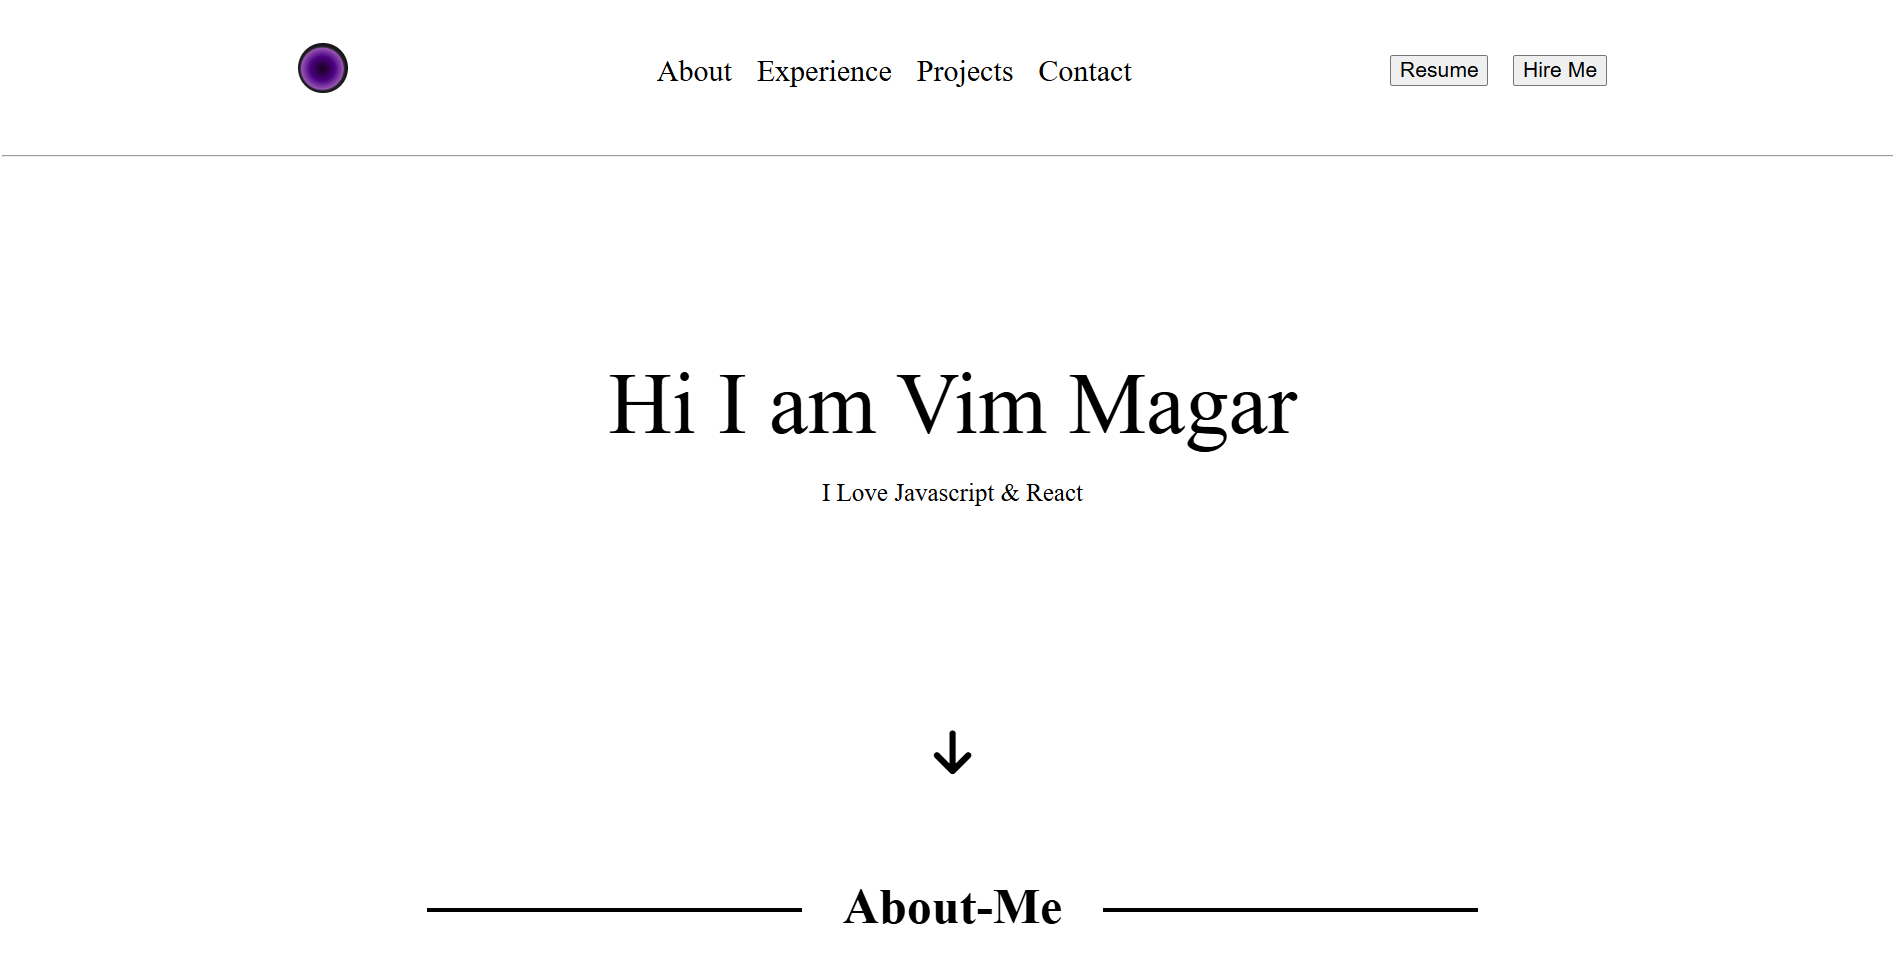 About Experience Projects Contact Resume Hire Me
Hi I am Vim Magar
I Love Javascript & React
About-Me